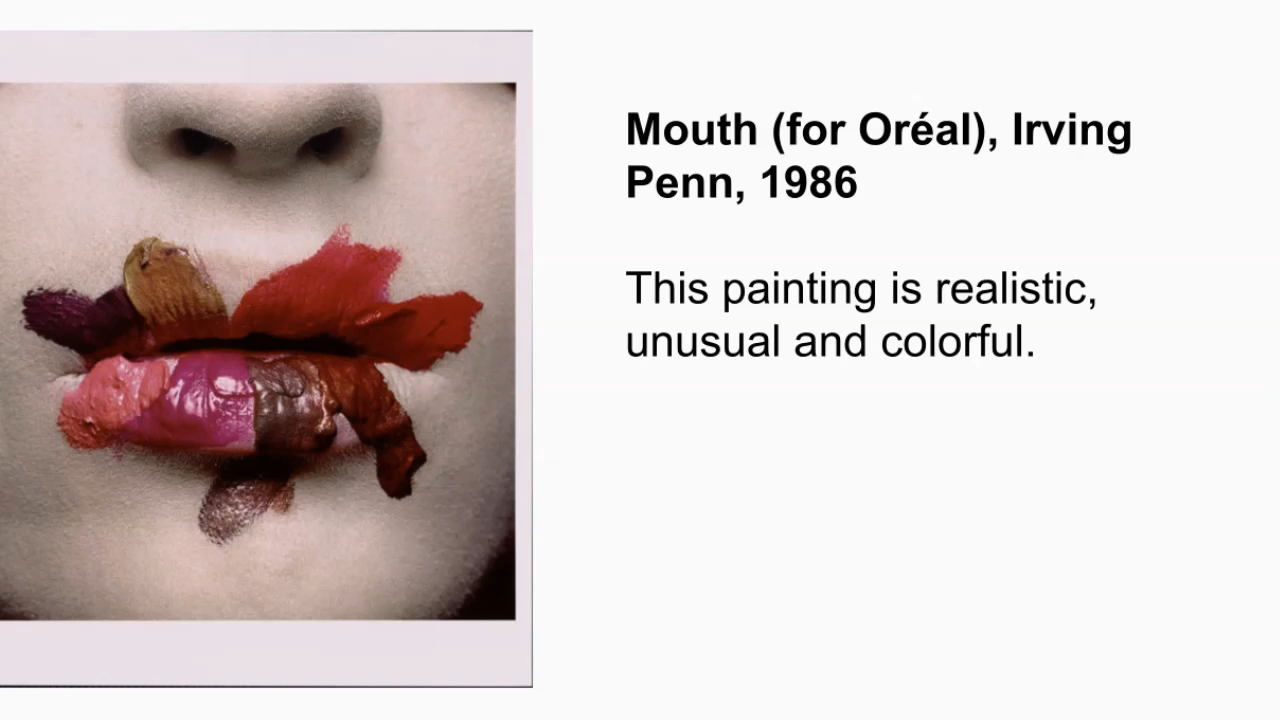 Mouth (for Oréal), Irving
Penn, 1986
This painting is realistic,
unusual and colorful.